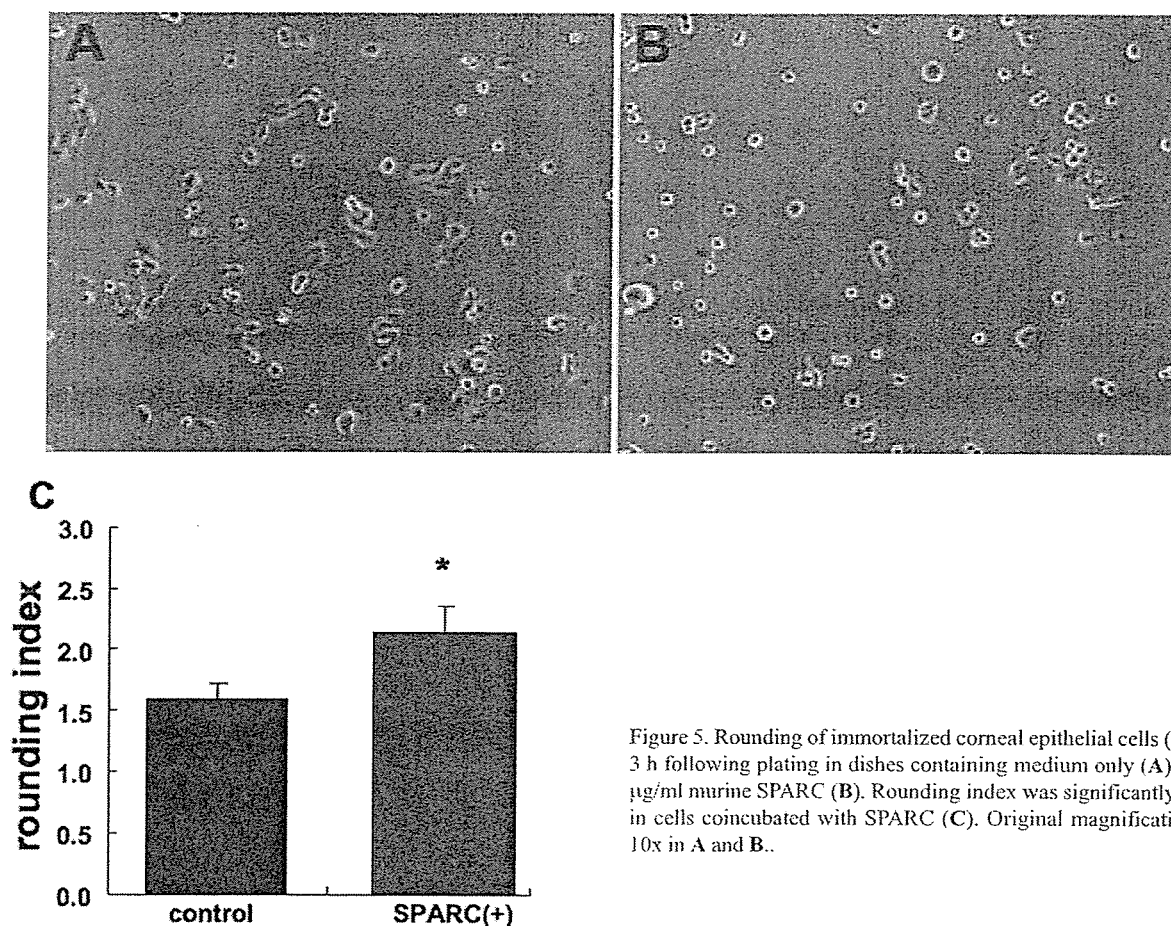 A
B
C
3.0
2.5
2.0
1.5
1.0
0.5
0.0
rounding index
*
control
SPARC(+)
Figure 5. Rounding of immortalized corneal epithelial cells (
3 h following plating in dishes containing medium only (A)
µg/ml murine SPARC (B). Rounding index was significantly
in cells coincubated with SPARC (C). Original magnificati
10x in A and B..